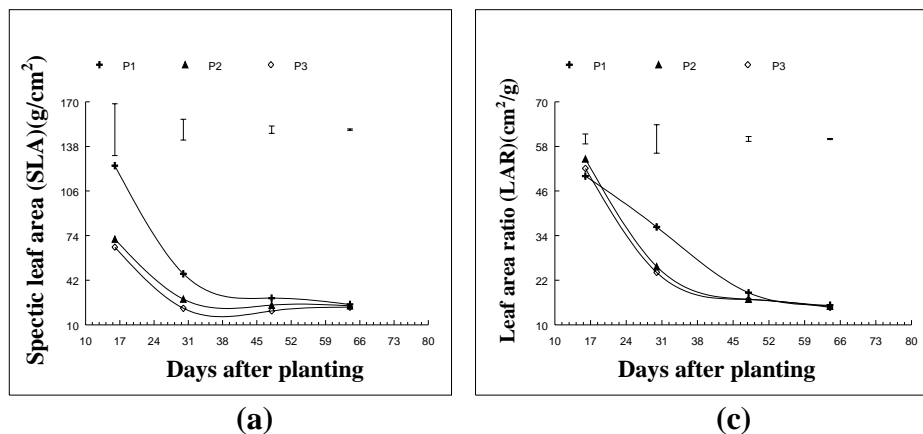 P1 P2 P3
Spectic leaf area (SLA)(g/cm²)
170
138
106
74
42
10
10 17 24 31 38 45 52 59 66 73 80
Days after planting
(a)
P1 P2 P3
Leaf area ratio (LAR)(cm²/g)
70
58
46
34
22
10
10 17 24 31 38 45 52 59 66 73 80
Days after planting
(c)